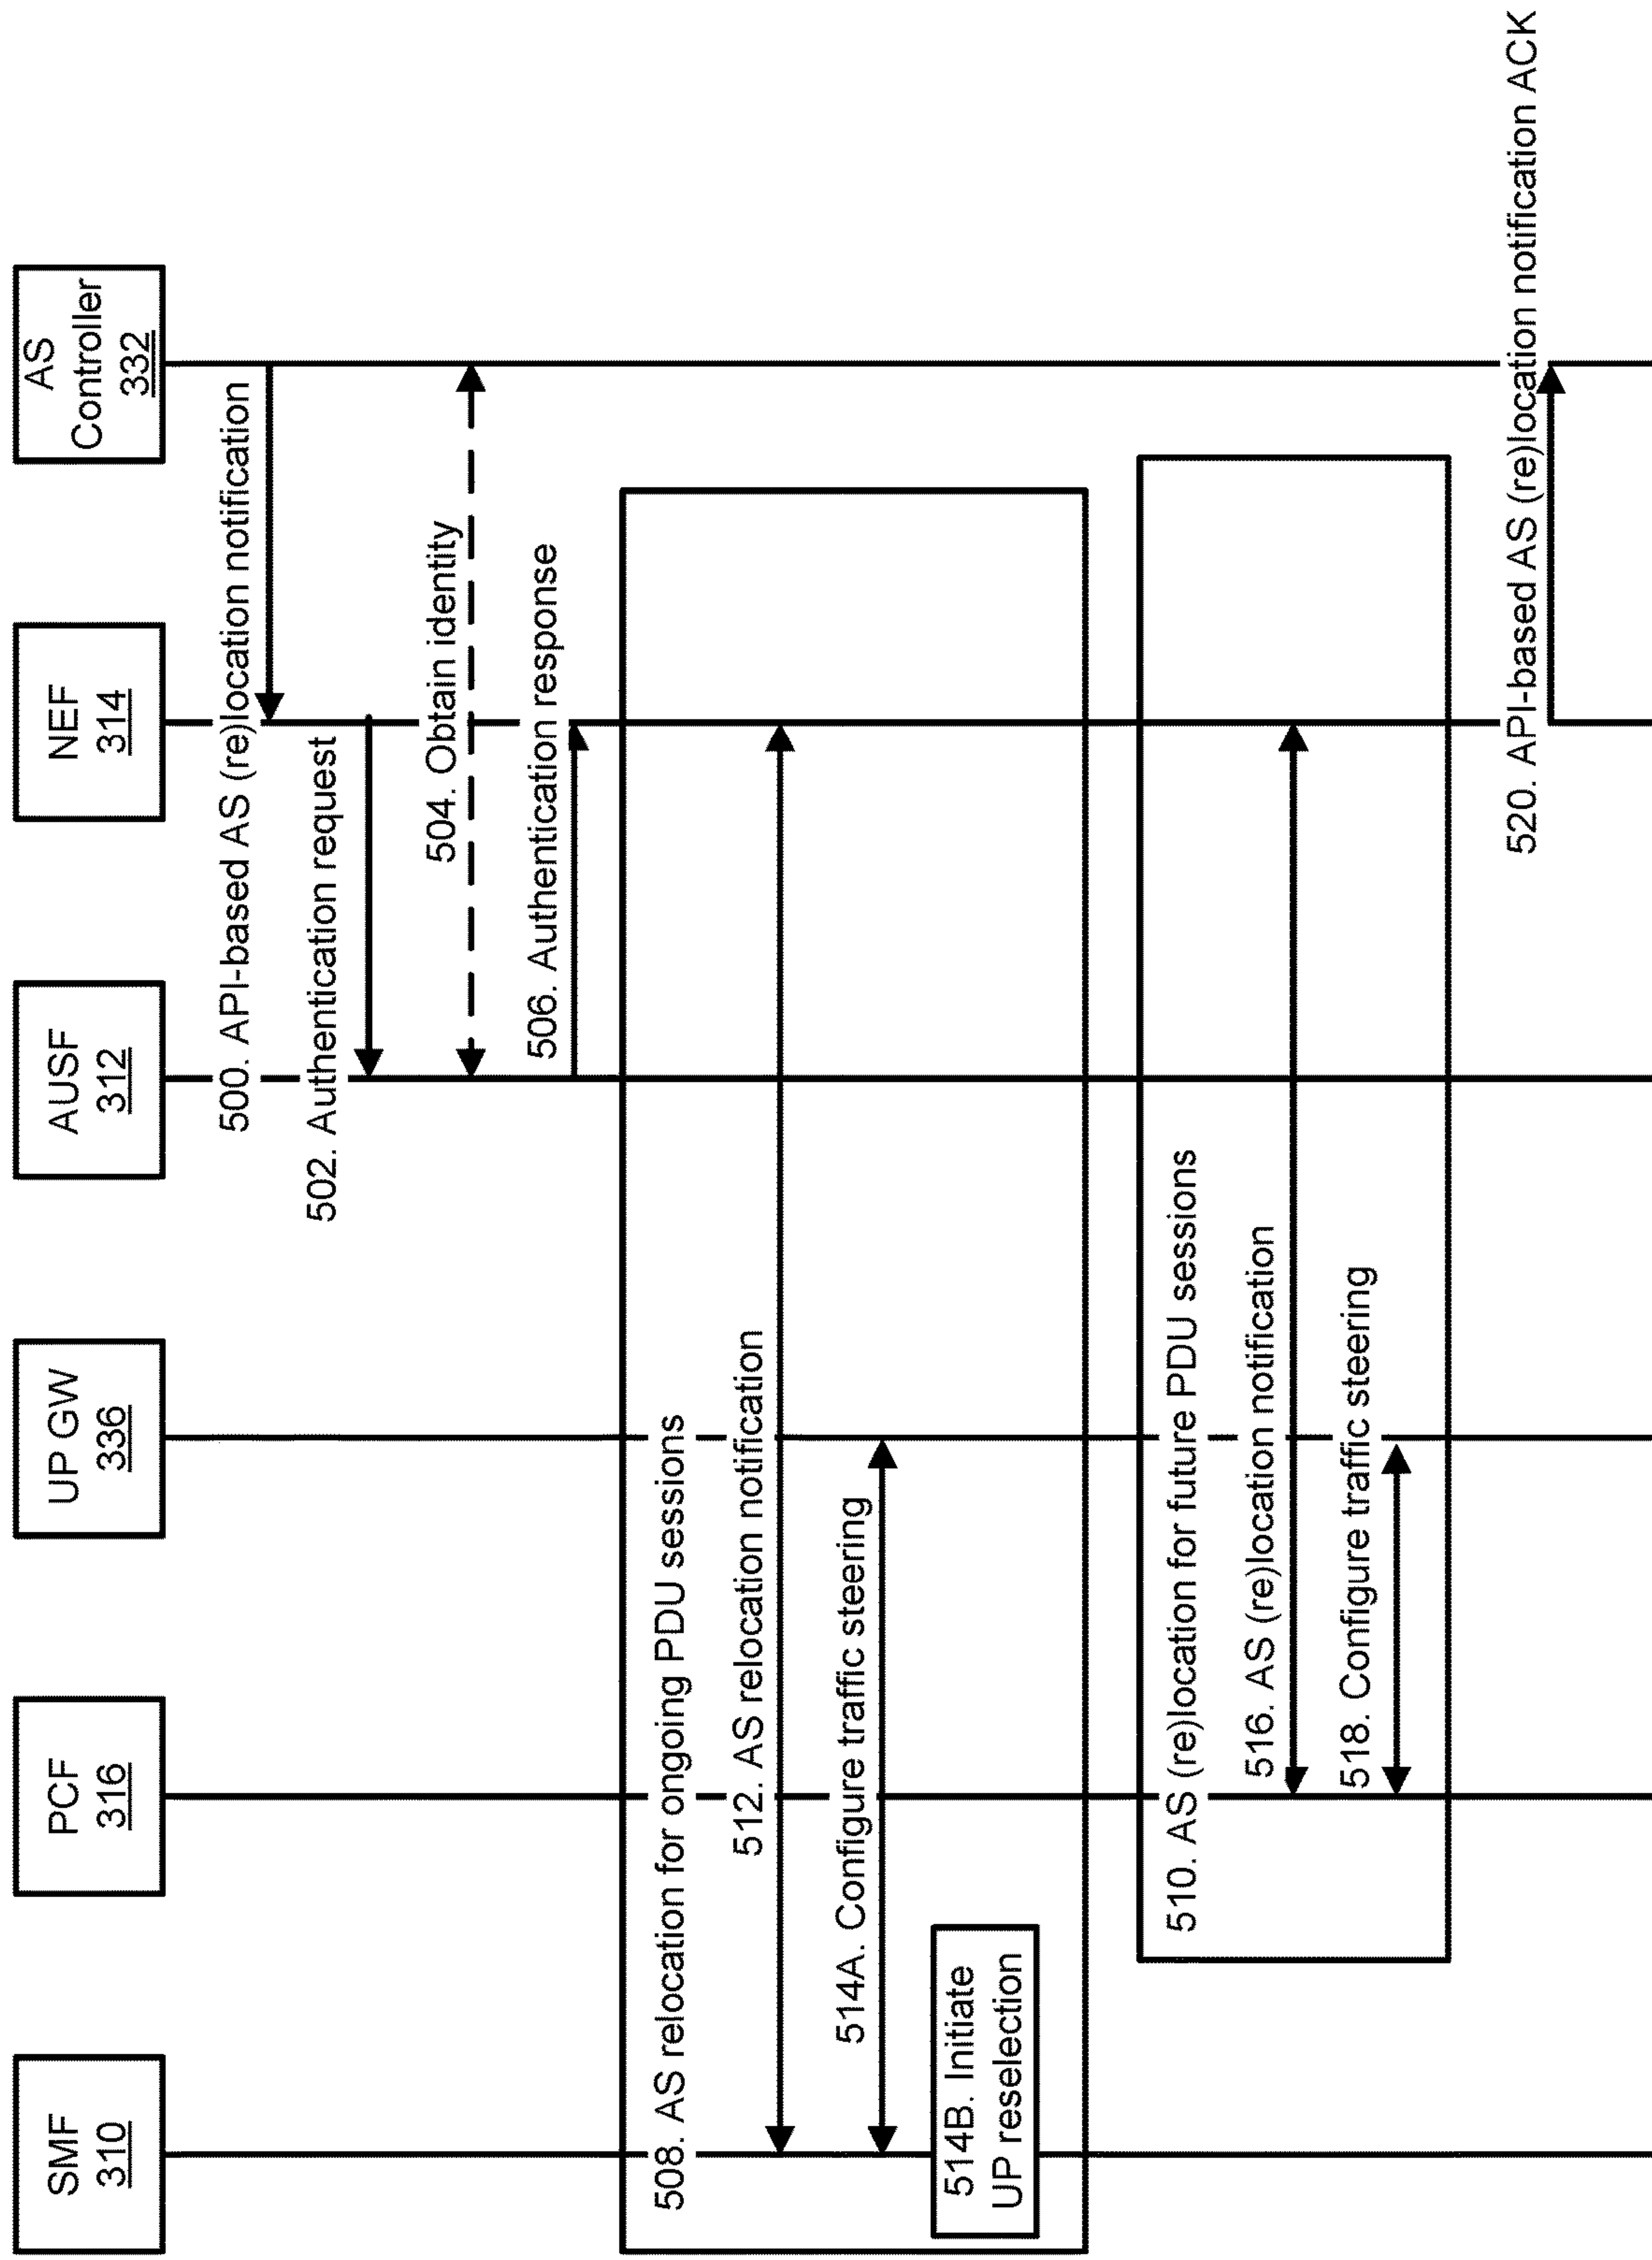 SMF
310
PCF
316
UP GW
336
AUSF
312
NEF
314
AS
Controller
332
500. API-based AS (re)location notification
502. Authentication request
504. Obtain identity
506. Authentication response
508. AS relocation for ongoing PDU sessions
512. AS relocation notification
514A. Configure traffic steering
514B. Initiate
UP reselection
510. AS (re)location for future PDU sessions
516. AS (re)location notification
518. Configure traffic steering
520. API-based AS (re)location notification ACK